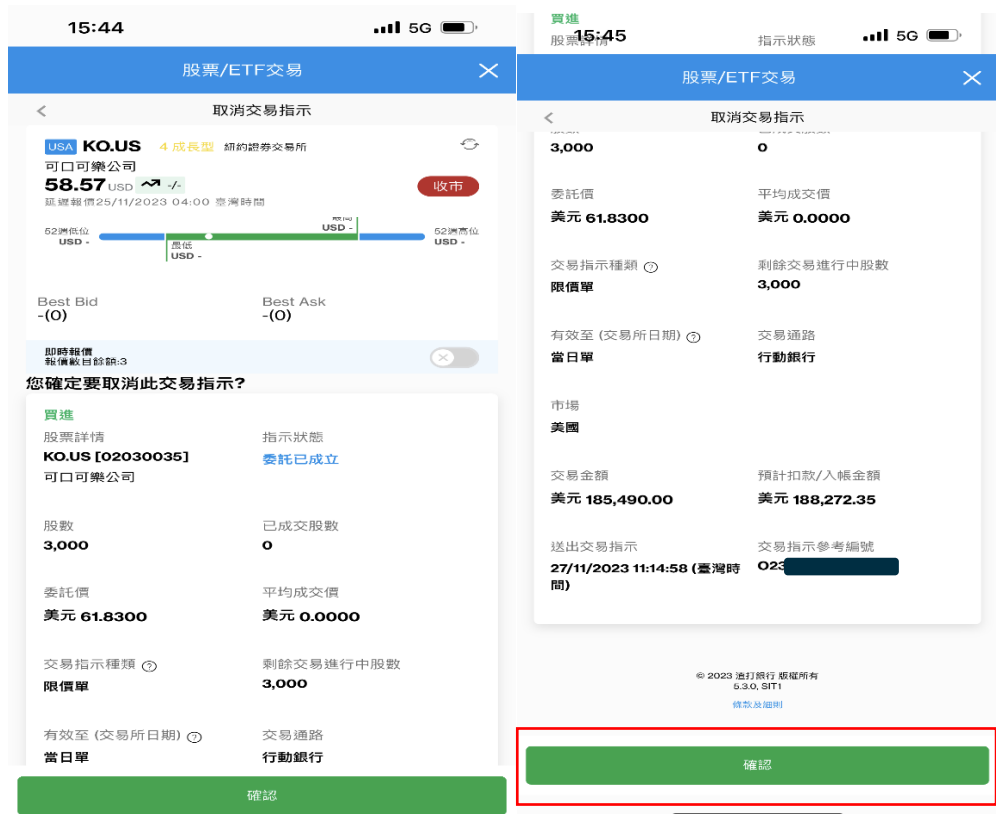 15:44
5G
股票/ETF交易
取消交易指示
USA KO.US 4 成長型 紐約證券交易所
可口可樂公司
58.57 USD -/-
收市
延遲報價25/11/2023 04:00 臺灣時間
52週低位
USD -
USD -
52週高位
USD -
最低
USD -
Best Bid
-(0)
Best Ask
-(0)
即時報價
報價數目餘額:3
您確定要取消此交易指示?
買進
股票詳情
KO.US [02030035]
可口可樂公司
指示狀態
委託已成立
股數
3,000
已成交股數
0
委託價
美元 61.8300
平均成交價
美元 0.0000
交易指示種類 ?
限價單
剩餘交易進行中股數
3,000
有效至 (交易所日期) ?
當日單
交易通路
行動銀行
確認
買進
股票詳情
15:45
指示狀態
5G
股票/ETF交易
取消交易指示
3,000
0
委託價
美元 61.8300
平均成交價
美元 0.0000
交易指示種類 ?
限價單
剩餘交易進行中股數
3,000
有效至 (交易所日期) ?
當日單
交易通路
行動銀行
市場
美國
交易金額
美元 185,490.00
預計扣款/入帳金額
美元 188,272.35
送出交易指示
27/11/2023 11:14:58 (臺灣時
間)
交易指示參考編號
O23
© 2023 渣打銀行 版權所有
5.3.0, SIT1
條款及細則
確認